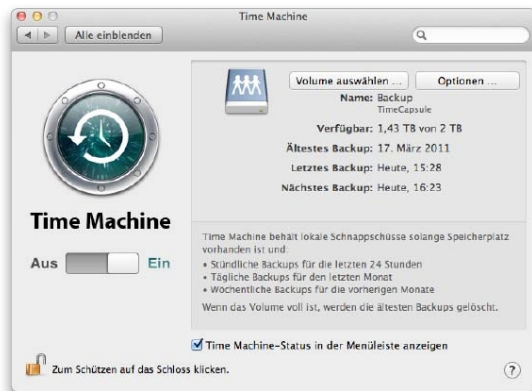 Time Machine
Alle einblenden
Volume auswählen ...
Optionen ...
Name: Backup
TimeCapsule
Verfügbar: 1,43 TB von 2 TB
Ältestes Backup: 17. März 2011
Letztes Backup: Heute, 15:28
Nächstes Backup: Heute, 16:23
Time Machine
Aus
Ein
Time Machine behält lokale Schnappschüsse solange Speicherplatz
vorhanden ist und:
• Stündliche Backups für die letzten 24 Stunden
• Tägliche Backups für den letzten Monat
• Wöchentliche Backups für die vorherigen Monate
Wenn das Volume voll ist, werden die ältesten Backups gelöscht.
Time Machine-Status in der Menüleiste anzeigen
Zum Schützen auf das Schloss klicken.
?